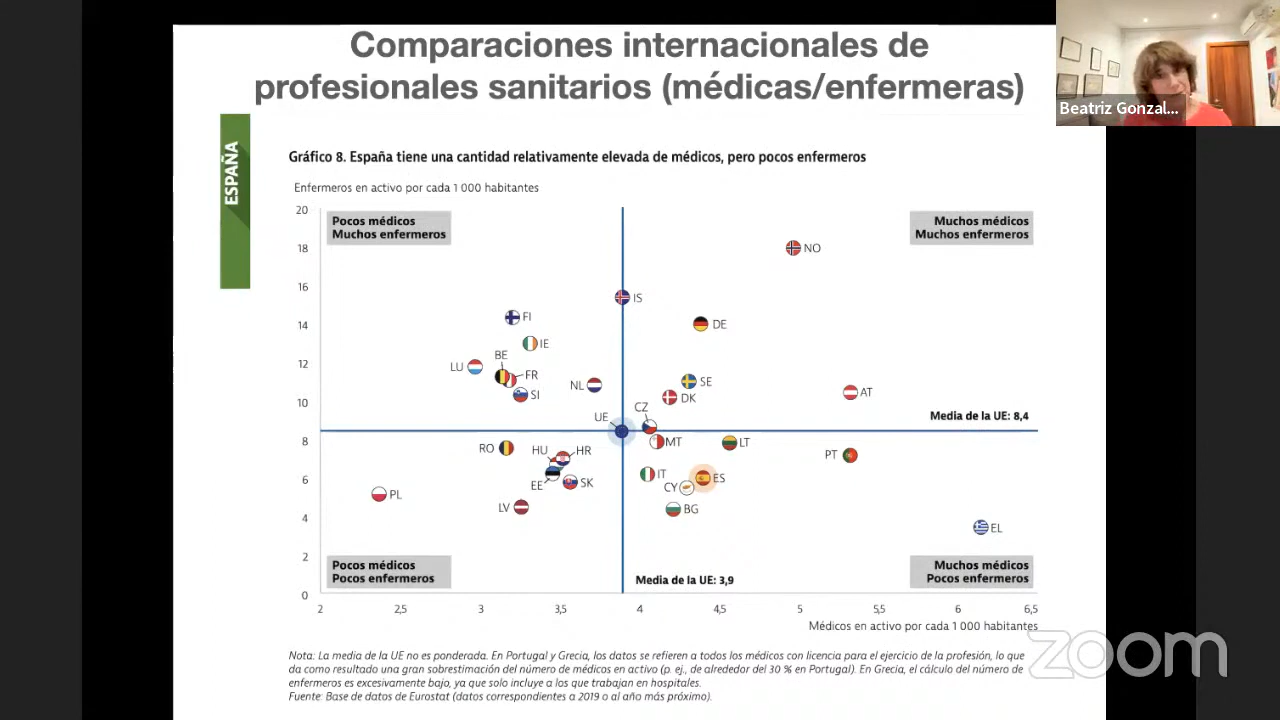 Comparaciones internacionales de
profesionales sanitarios (médicas/enfermeras)
Beatriz Gonzal...
ESPAÑA
Gráfico 8. España tiene una cantidad relativamente elevada de médicos, pero pocos enfermeros
Enfermeros en activo por cada 1 000 habitantes
20
18
16
14
12
10
8
6
4
2
0
Pocos médicos
Muchos enfermeros
Muchos médicos
Muchos enfermeros
NO
IS
FI
DE
IE
BE
LU
FR
NL
SE
SI
DK
AT
CZ
UE
Media de la UE: 8,4
RO
HU
HR
MT
LT
PT
EE
SK
IT
CY
ES
PL
LV
BG
EL
Pocos médicos
Pocos enfermeros
Media de la UE: 3,9
Muchos médicos
Pocos enfermeros
2 2,5 3 3,5 4 4,5 5 5,5 6 6,5
Médicos en activo por cada 1 000 habitantes
zoom
Nota: La media de la UE no es ponderada. En Portugal y Grecia, los datos se refieren a todos los médicos con licencia para el ejercicio de la profesión, lo que
da como resultado una gran sobrestimación del número de médicos en activo (p. ej., de alrededor del 30 % en Portugal). En Grecia, el cálculo del número de
enfermeros es excesivamente bajo, ya que solo incluye a los que trabajan en hospitales.
Fuente: Base de datos de Eurostat (datos correspondientes a 2019 o al año más próximo).